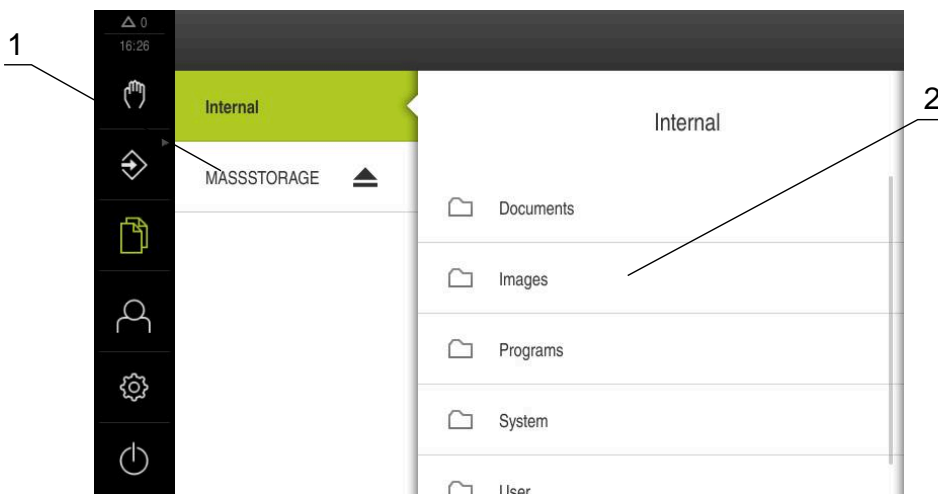 1
△ 0
16:26
Internal
MASSSTORAGE
Internal
2
Documents
Images
Programs
System
User